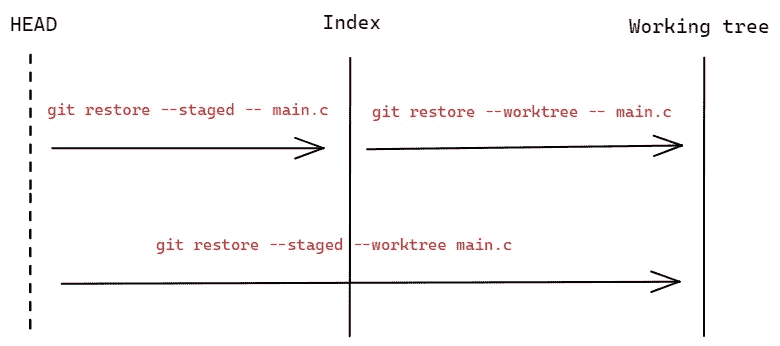 HEAD
Index
Working tree
git restore --staged -- main.c
git restore --worktree -- main.c
git restore --staged --worktree main.c